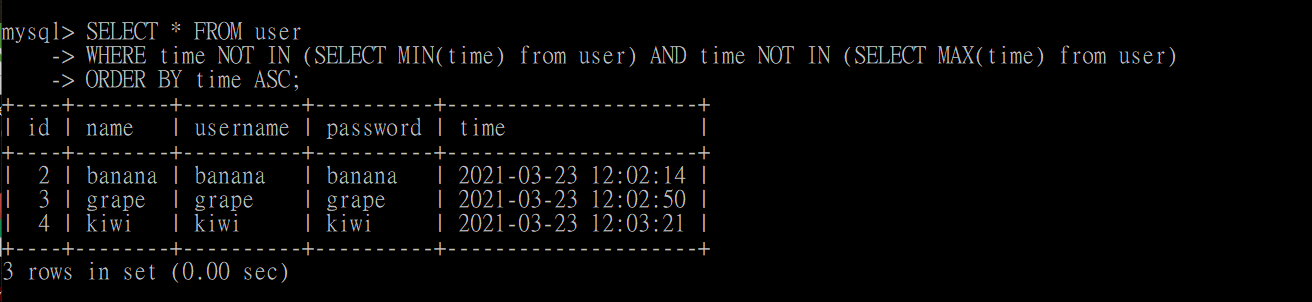 mysql> SELECT * FROM user
    -> WHERE time NOT IN (SELECT MIN(time) from user) AND time NOT IN (SELECT MAX(time) from user)
    -> ORDER BY time ASC;
+----+--------+----------+----------+---------------------+
| id | name   | username | password | time                |
+----+--------+----------+----------+---------------------+
|  2 | banana | banana   | banana   | 2021-03-23 12:02:14 |
|  3 | grape  | grape    | grape    | 2021-03-23 12:02:50 |
|  4 | kiwi   | kiwi     | kiwi     | 2021-03-23 12:03:21 |
+----+--------+----------+----------+---------------------+
3 rows in set (0.00 sec)